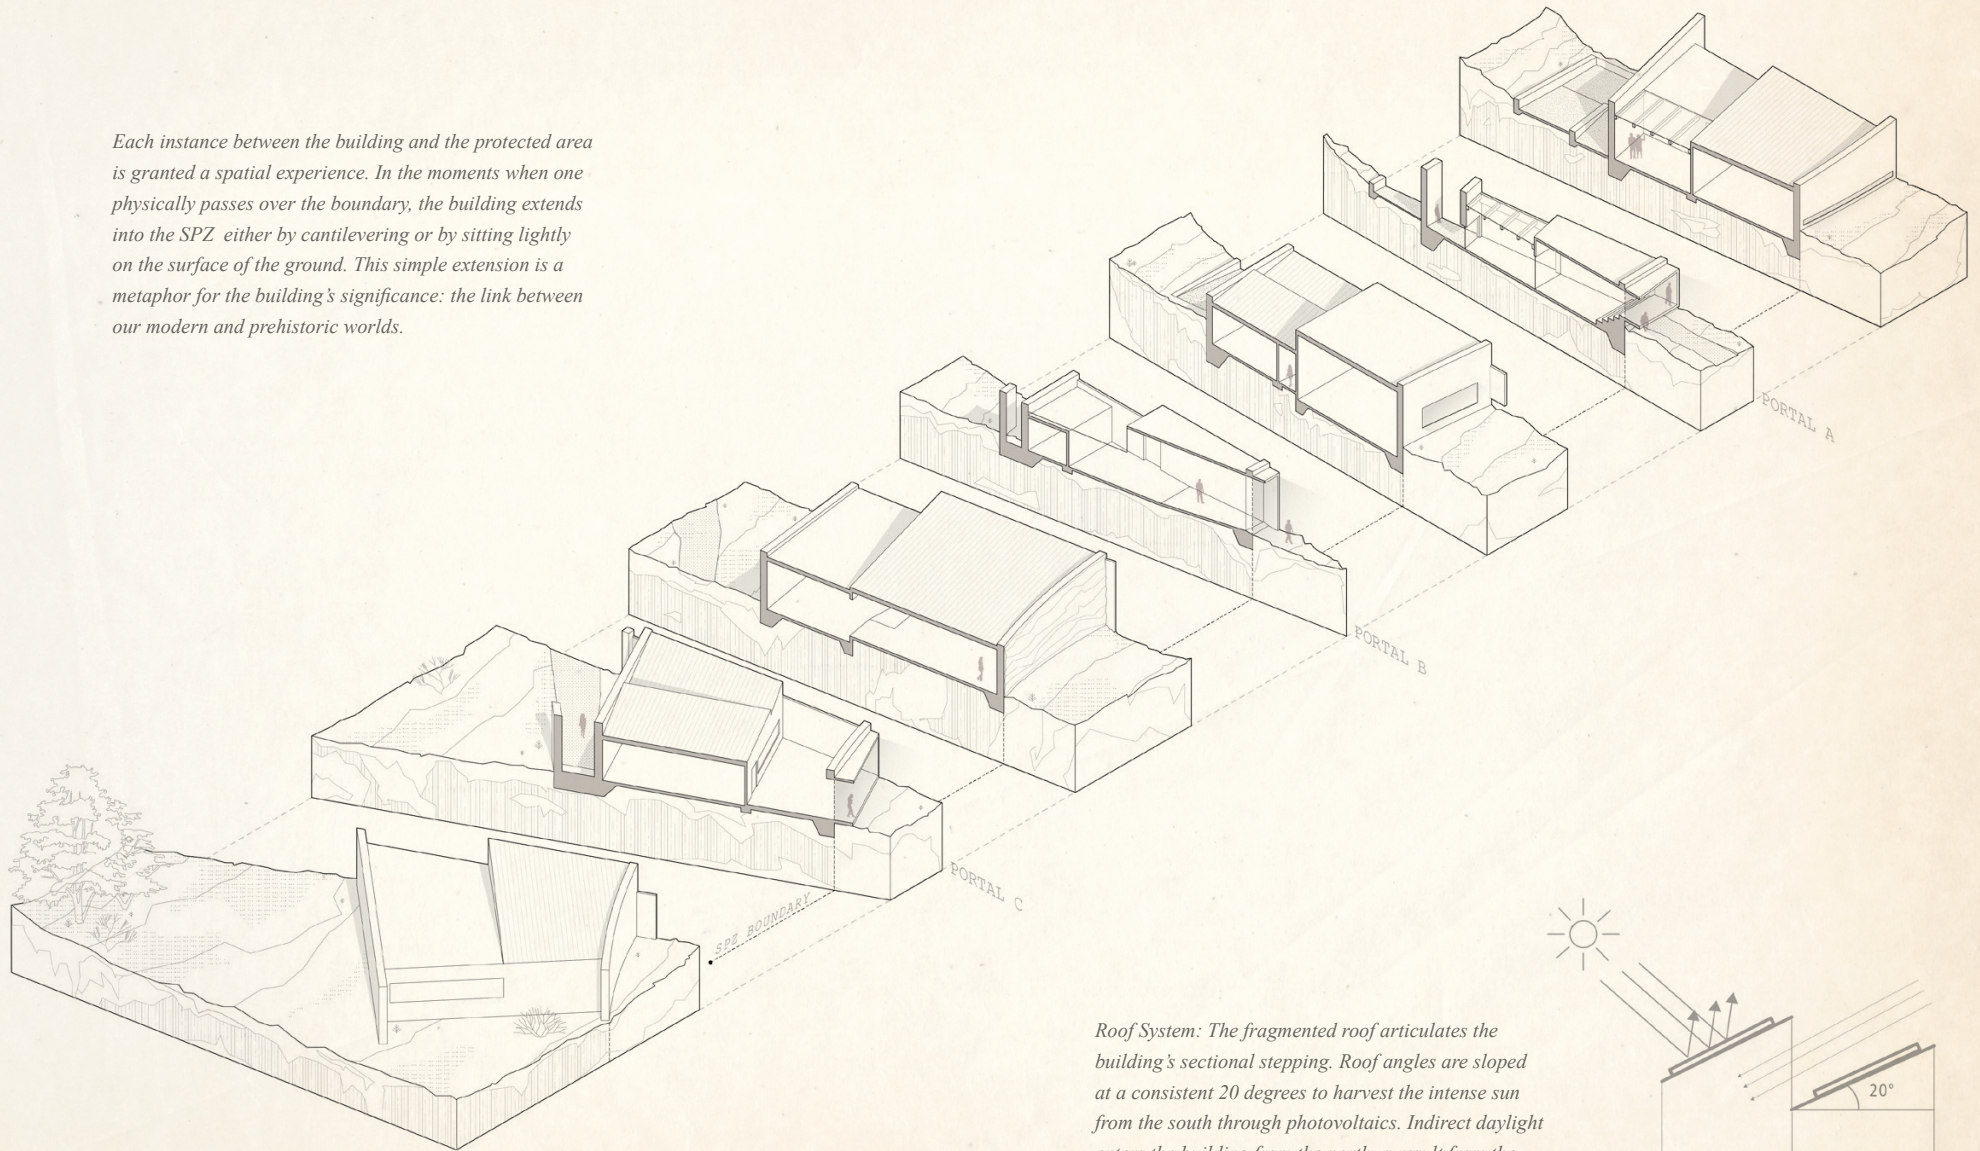 Each instance between the building and the protected area
is granted a spatial experience. In the moments when one
physically passes over the boundary, the building extends
into the SPZ either by cantilevering or by sitting lightly
on the surface of the ground. This simple extension is a
metaphor for the building’s significance: the link between
our modern and prehistoric worlds.
PORTAL A
PORTAL B
PORTAL C
SPZ BOUNDARY
Roof System: The fragmented roof articulates the
building’s sectional stepping. Roof angles are sloped
at a consistent 20 degrees to harvest the intense sun
from the south through photovoltaics. Indirect daylight
20°